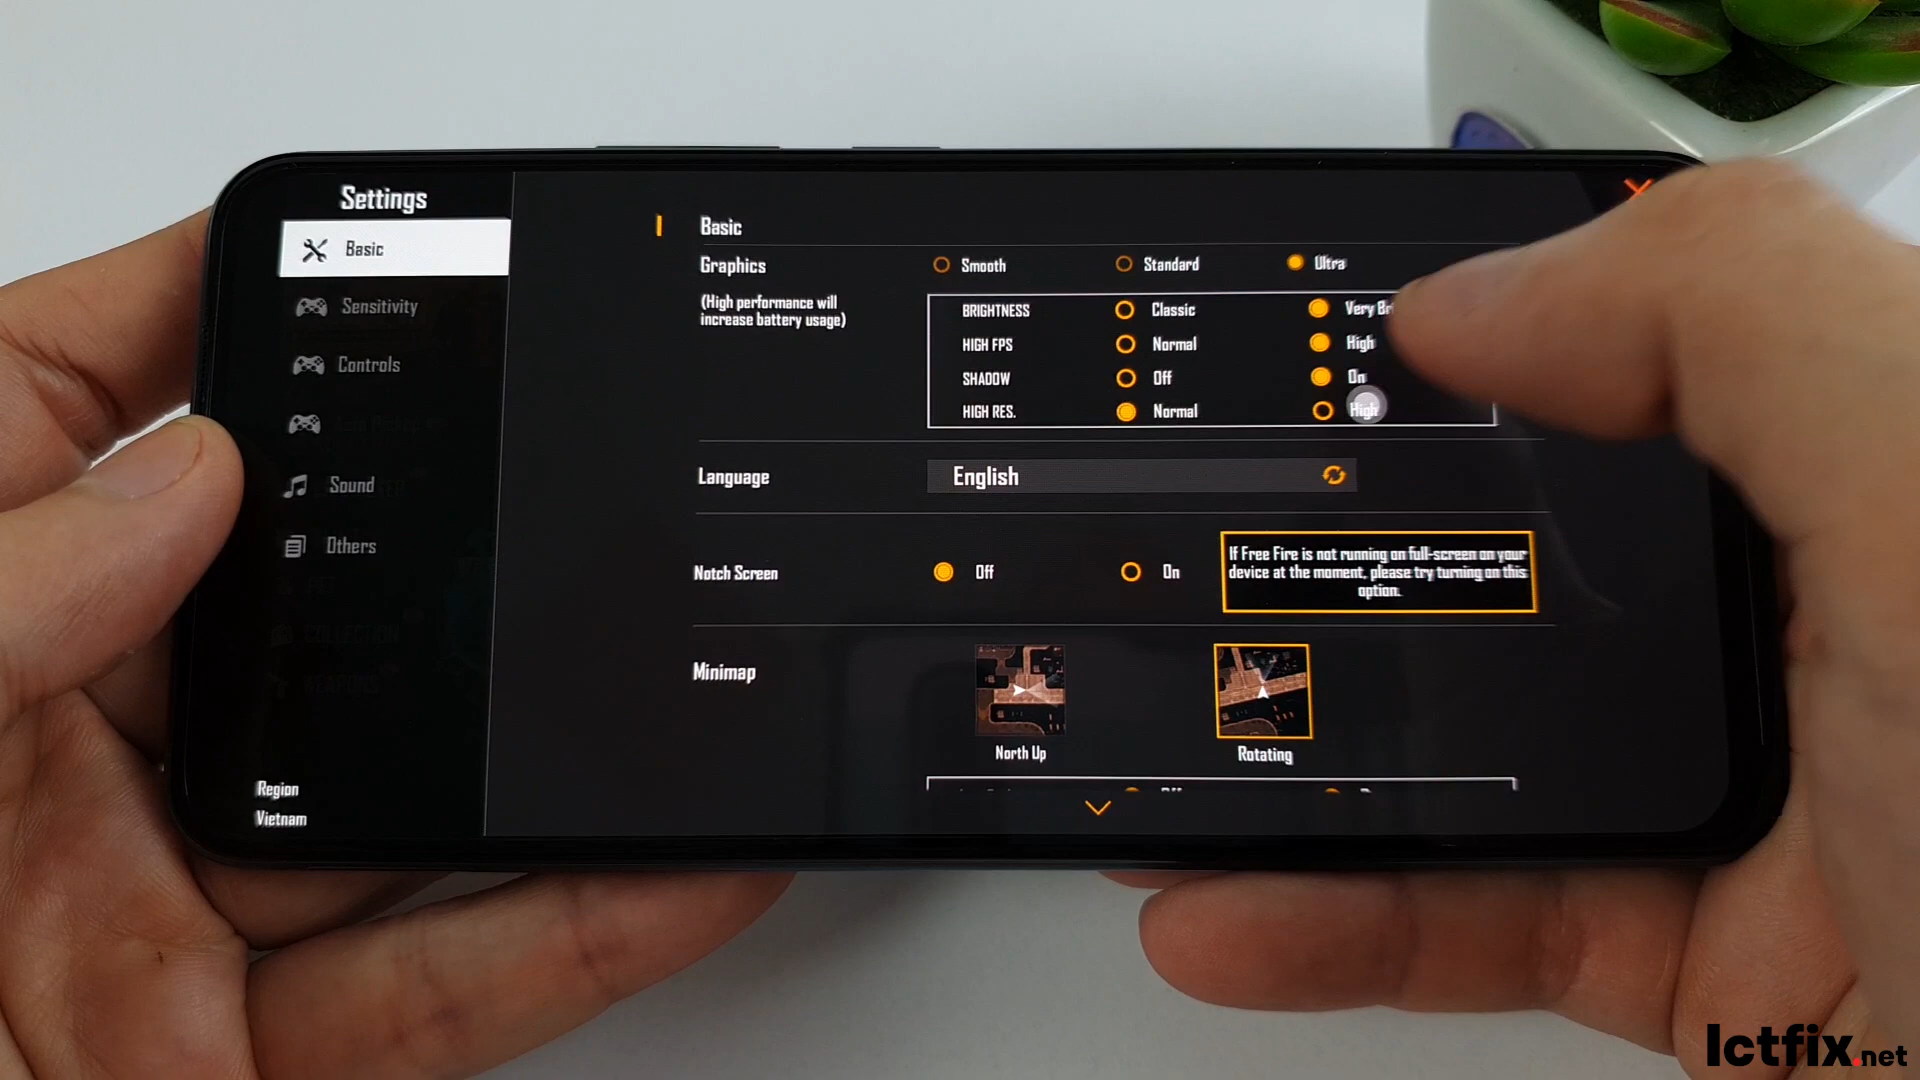 Settings
Basic
Sensitivity
Controls
Sound
Others
COLLECTION
WEAPONS
Region
Vietnam
Basic
Graphics
Smooth
Standard
Ultra
(High performance will
increase battery usage)
BRIGHTNESS
Classic
Very
HIGH FPS
Normal
High
SHADOW
Off
On
HIGH RES.
Normal
High
Language
English
Notch Screen
Off
On
If Free Fire is not running on full-screen on your
device at the moment, please try turning on this
option.
Minimap
North Up
Rotating
Ictfix.net